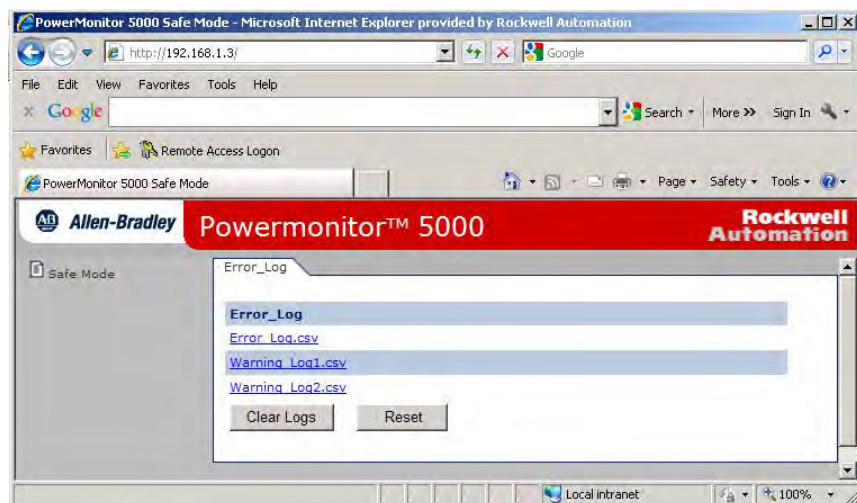 PowerMonitor 5000 Safe Mode - Microsoft Internet Explorer provided by Rockwell Automation
http://192.168.1.3/
Google
File Edit View Favorites Tools Help
x Google Search More >> Sign In
Favorites Remote Access Logon
PowerMonitor 5000 Safe Mode
Page Safety Tools
AB Allen-Bradley Powermonitor™ 5000 Rockwell
Automation
Safe Mode
Error_Log
Error_Log
Error_Log.csv
Warning_Log1.csv
Warning_Log2.csv
Clear Logs Reset
Local intranet 100%